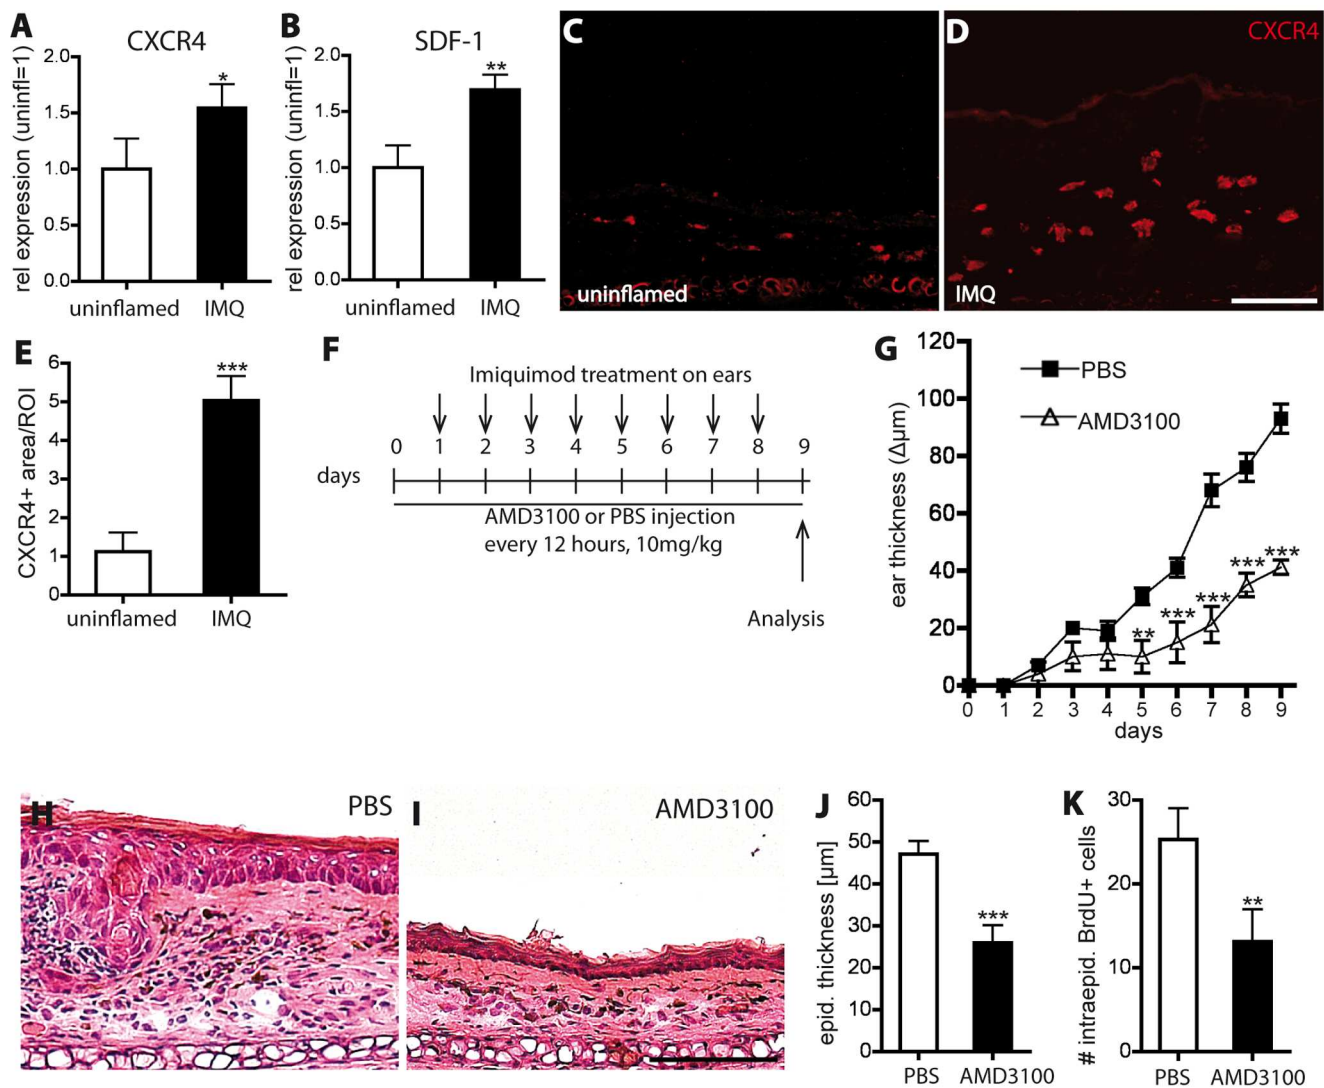 A
CXCR4
rel expression (uninfl=1)
2.0
1.5
1.0
0.5
0.0
*
uninflamed
IMQ
B
SDF-1
rel expression (uninfl=1)
2.0
1.5
1.0
0.5
0.0
**
uninflamed
IMQ
C
uninflamed
D
CXCR4
IMQ
E
CXCR4+ area/ROI
6
5
4
3
2
1
0
***
uninflamed
IMQ
F
Imiquimod treatment on ears
0 1 2 3 4 5 6 7 8 9
days
AMD3100 or PBS injection
every 12 hours, 10mg/kg
Analysis
G
ear thickness (Δµm)
120
100
80
60
40
20
0
PBS
AMD3100
**
***
***
***
***
0 1 2 3 4 5 6 7 8 9
days
H
PBS
I
AMD3100
J
epid. thickness [µm]
60
50
40
30
20
10
0
***
PBS
AMD3100
K
# intraepid. BrdU+ cells
30
20
10
0
**
PBS
AMD3100